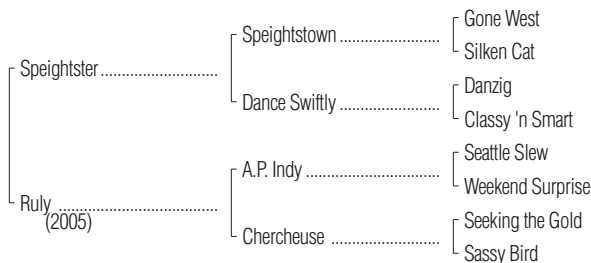 Gone West
Speightstown ........................
Silken Cat
Speightster ............................
Danzig
Dance Swiftly ........................
Classy 'n Smart
Seattle Slew
A.P. Indy ................................
Weekend Surprise
Ruly ......................................
(2005)
Seeking the Gold
Chercheuse ..........................
Sassy Bird